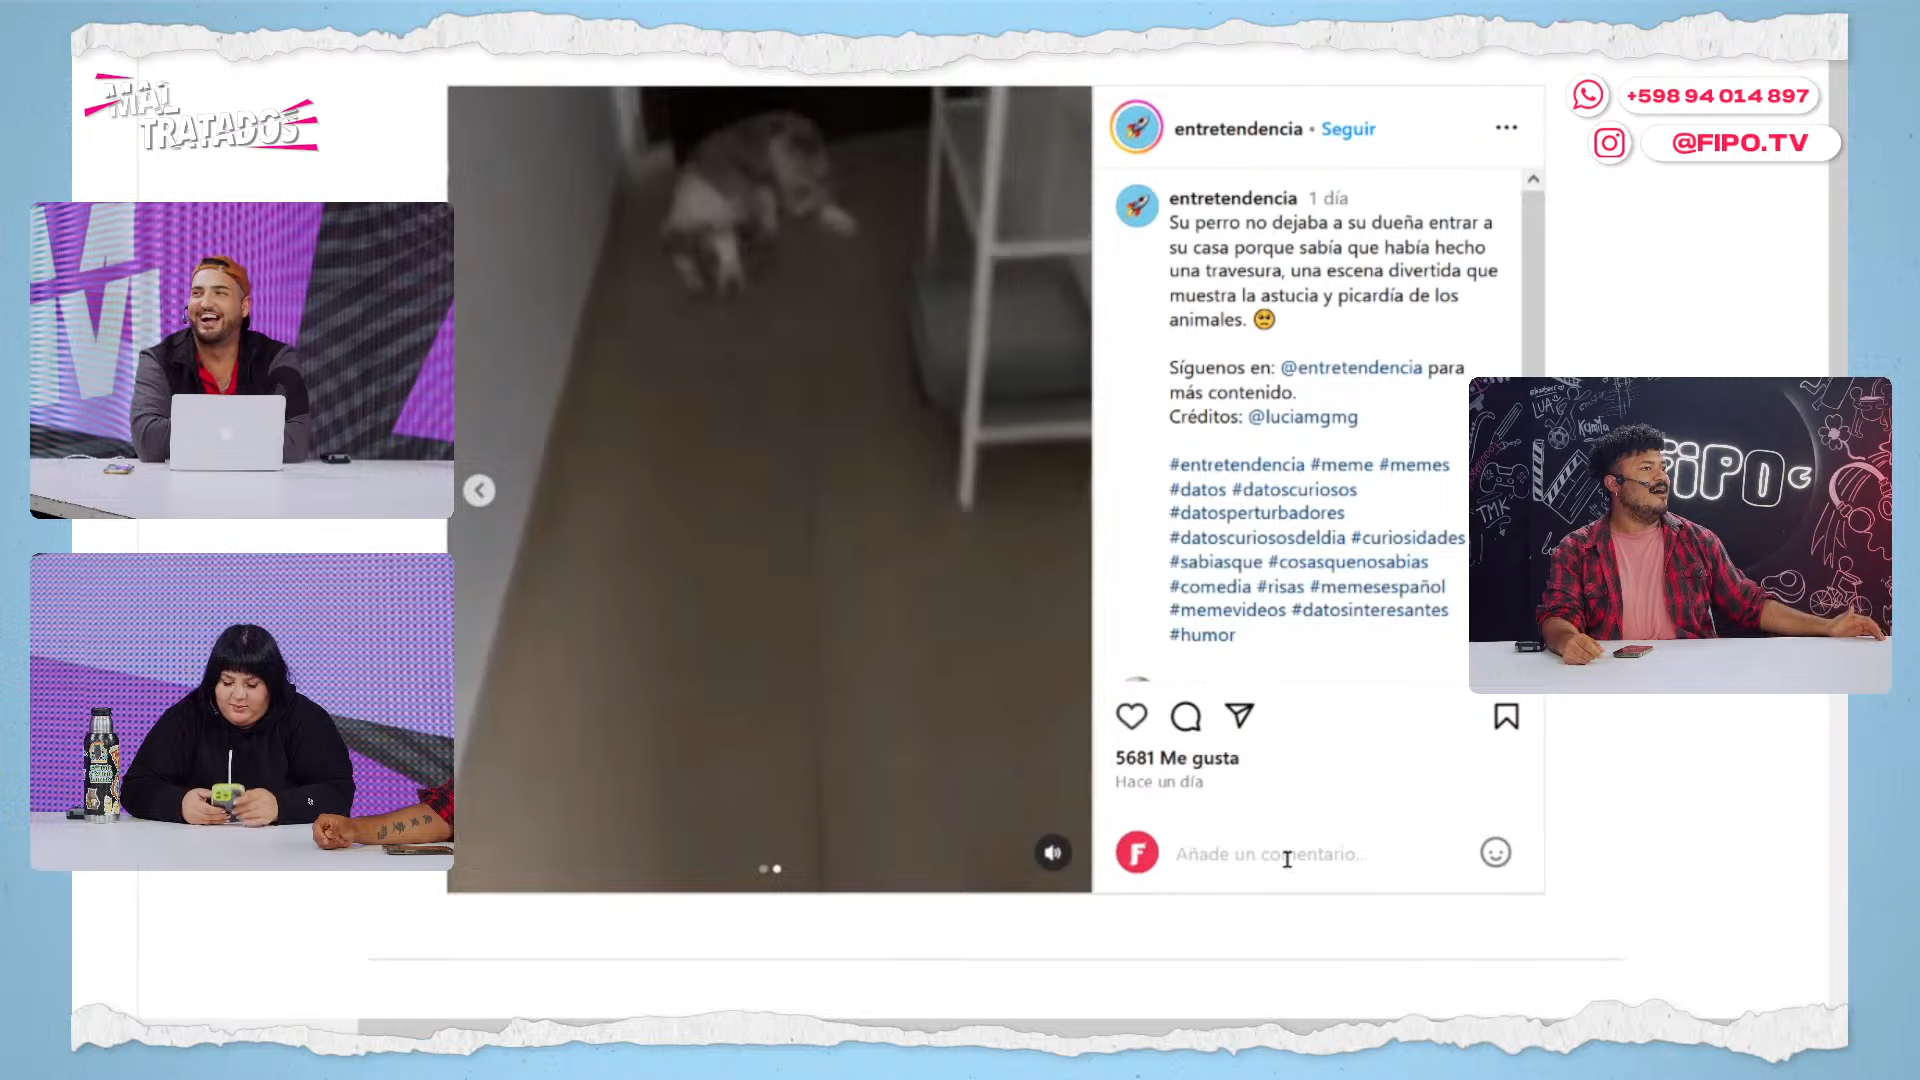 MAL
TRATADOS
+598 94 014 897
@FIPO.TV
entretendencia • Seguir
entretendencia 1 día
Su perro no dejaba a su dueña entrar a
su casa porque sabía que había hecho
una travesura, una escena divertida que
muestra la astucia y picardía de los
animales. 🥺
Síguenos en: @entretendencia para
más contenido.
Créditos: @luciamgmg
#entretendencia #meme #memes
#datos #datoscuriosos
#datosperturbadores
#datoscuriososdeldia #curiosidades
#sabiasque #cosasquenosabias
#comedia #risas #memesespañol
#memevideos #datosinteresantes
#humor
5681 Me gusta
Hace un día
F
Añade un comentario...
LUA
Kamila
TMK
FiPO